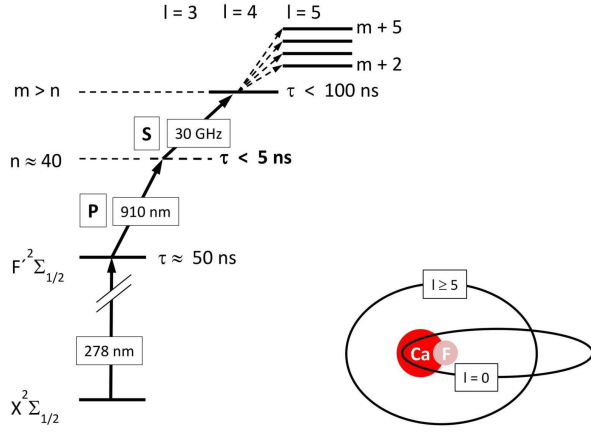 l = 3 l = 4 l = 5
m + 5
m + 2
m > n
τ < 100 ns
S
30 GHz
n ≈ 40
τ < 5 ns
P
910 nm
F´ ²Σ₁/₂
τ ≈ 50 ns
278 nm
X ²Σ₁/₂
l ≥ 5
Ca
F
l = 0